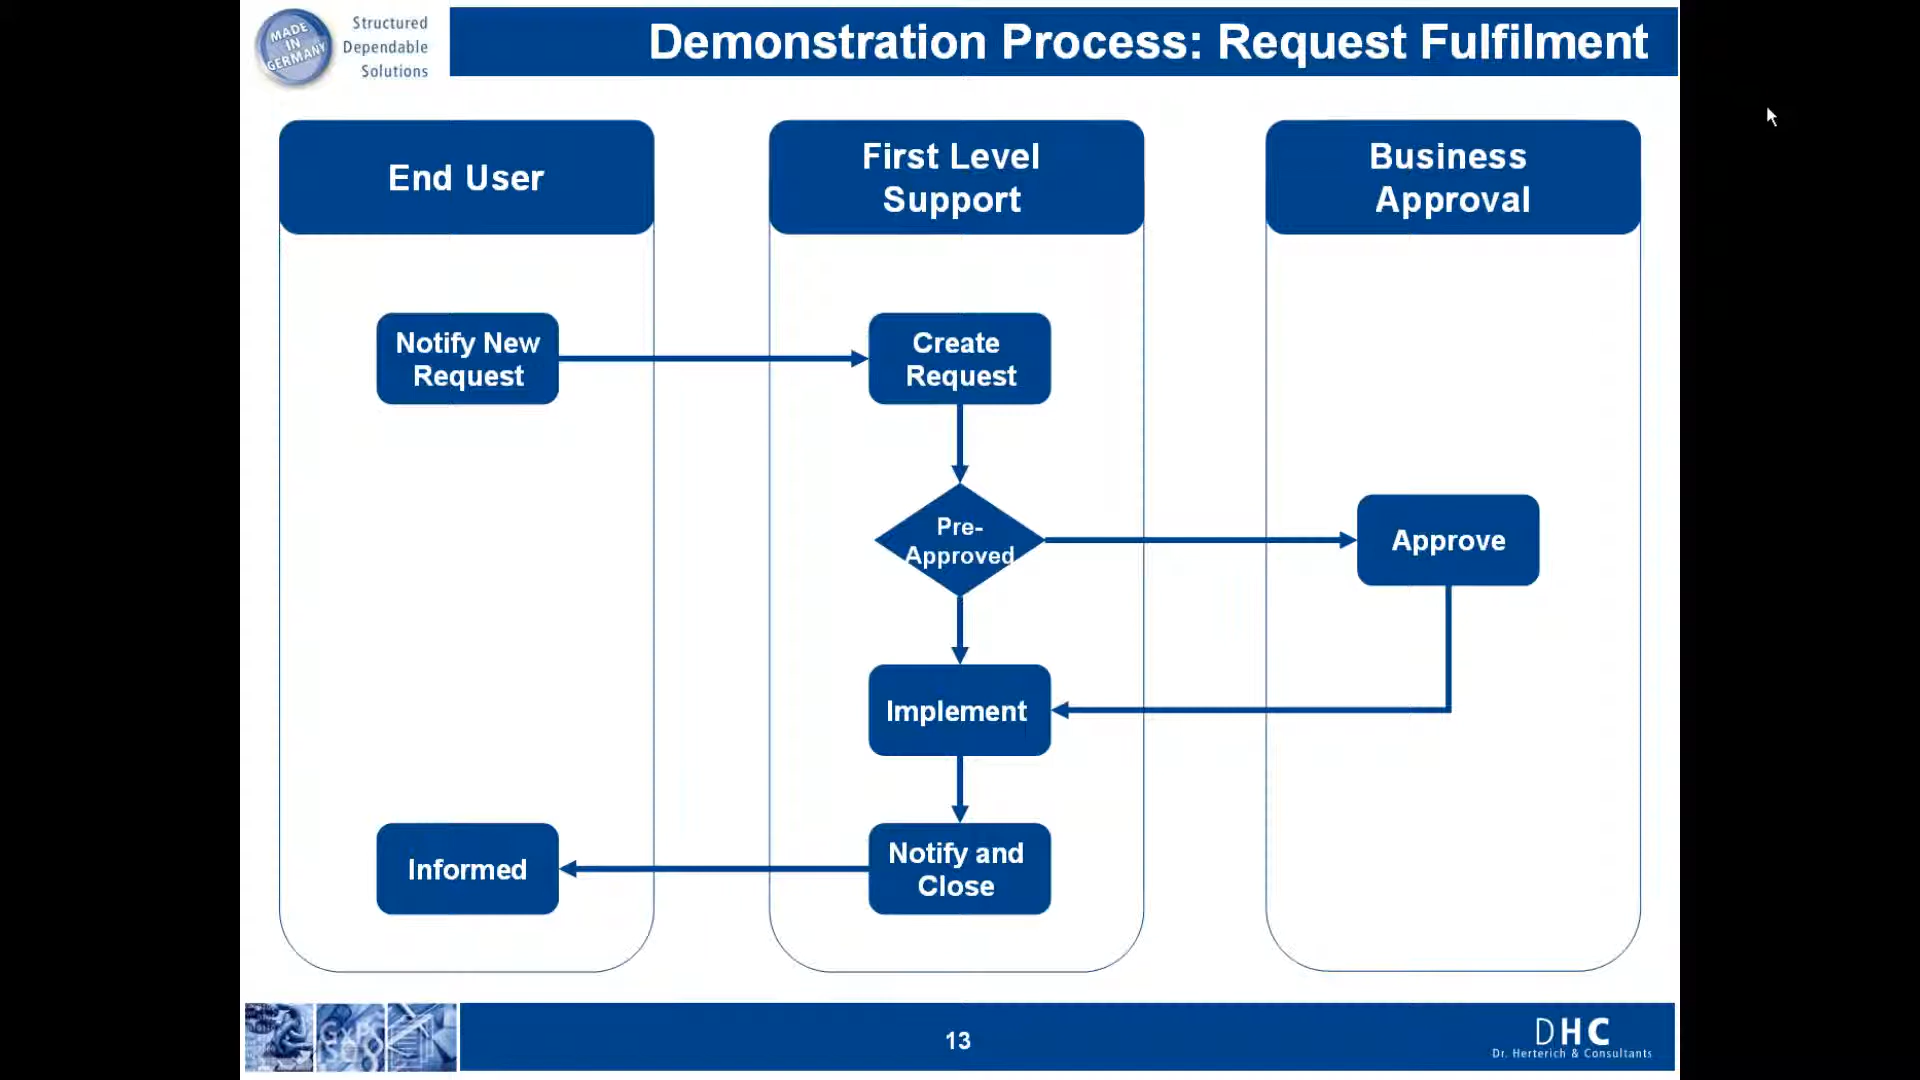 MADE
IN
GERMANY
Structured
Dependable
Solutions
Demonstration Process: Request Fulfilment
End User
First Level
Support
Business
Approval
Notify New
Request
Create
Request
Pre-
Approved
Approve
Implement
Informed
Notify and
Close
13
DHC
Dr. Herterich & Consultants